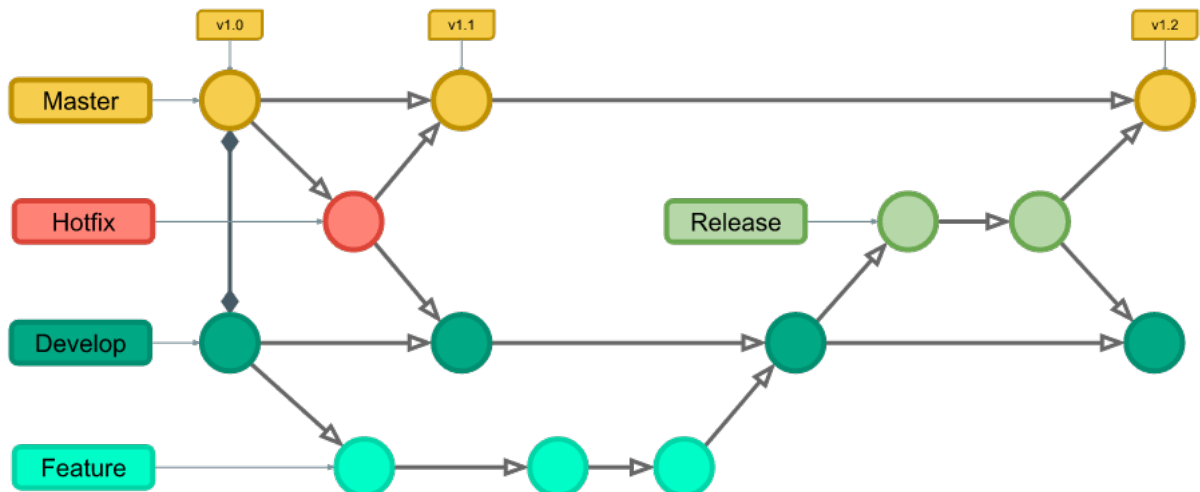 v1.0
v1.1
v1.2
Master
Hotfix
Release
Develop
Feature